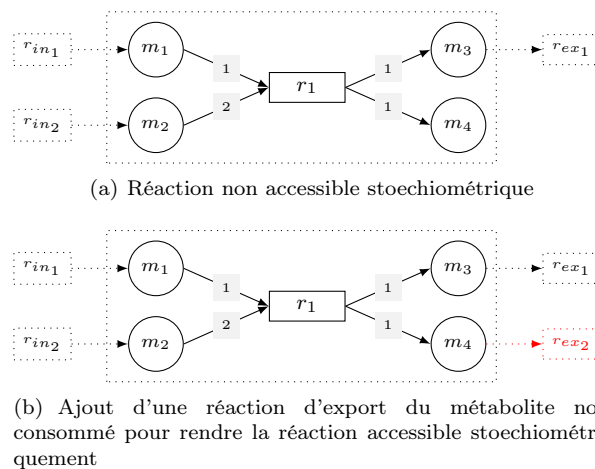 r_in1 m1 1 r1 1 m3 r_ex1
r_in2 m2 2 1 m4
(a) Réaction non accessible stoechiométrique
r_in1 m1 1 r1 1 m3 r_ex1
r_in2 m2 2 1 m4 r_ex2
(b) Ajout d'une réaction d'export du métabolite no
consommé pour rendre la réaction accessible stoechiométr
quement